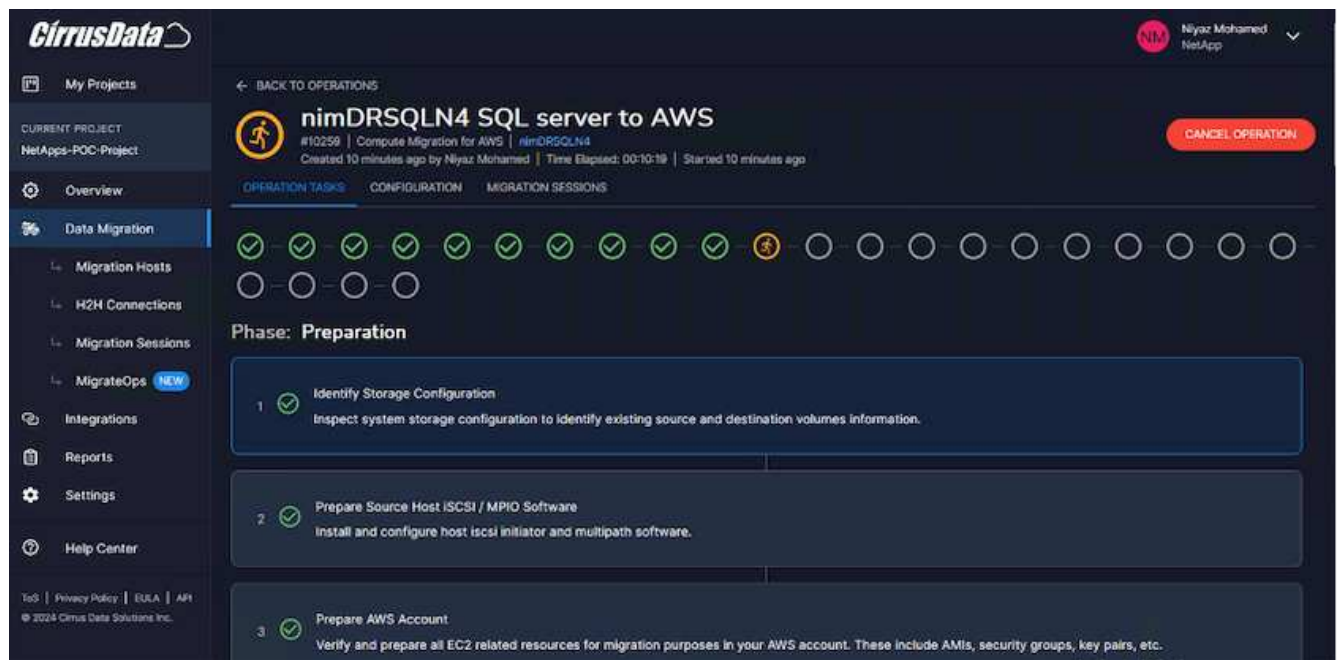 CirrusData
NM
Niyaz Mohamed
NetApp
My Projects
CURRENT PROJECT
NetApps-POC-Project
Overview
Data Migration
Migration Hosts
H2H Connections
Migration Sessions
MigrateOps NEW
Integrations
Reports
Settings
Help Center
ToS | Privacy Policy | EULA | API
© 2024 Cirrus Data Solutions Inc.
← BACK TO OPERATIONS
nimDRSQLN4 SQL server to AWS
#10259 | Compute Migration for AWS | nimDRSQLN4
Created 10 minutes ago by Niyaz Mohamed | Time Elapsed: 00:10:19 | Started 10 minutes ago
CANCEL OPERATION
OPERATION TASKS CONFIGURATION MIGRATION SESSIONS
Phase: Preparation
1 Identify Storage Configuration
Inspect system storage configuration to identify existing source and destination volumes information.
2 Prepare Source Host iSCSI / MPIO Software
Install and configure host iscsi initiator and multipath software.
3 Prepare AWS Account
Verify and prepare all EC2 related resources for migration purposes in your AWS account. These include AMIs, security groups, key pairs, etc.